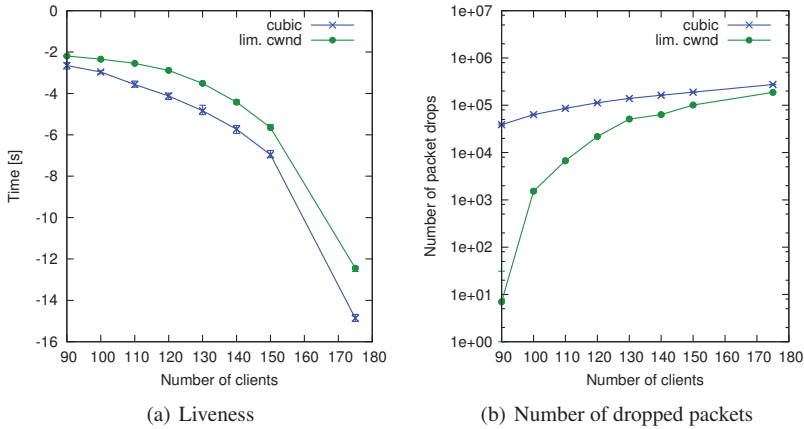 0
-2
-4
-6
-8
-10
-12
-14
-16
90 100 110 120 130 140 150 160 170 180
Time [s]
Number of clients
cubic
lim. cwnd
(a) Liveness
1e+07
1e+06
1e+05
1e+04
1e+03
1e+02
1e+01
1e+00
90 100 110 120 130 140 150 160 170 180
Number of packet drops
Number of clients
cubic
lim. cwnd
(b) Number of dropped packets